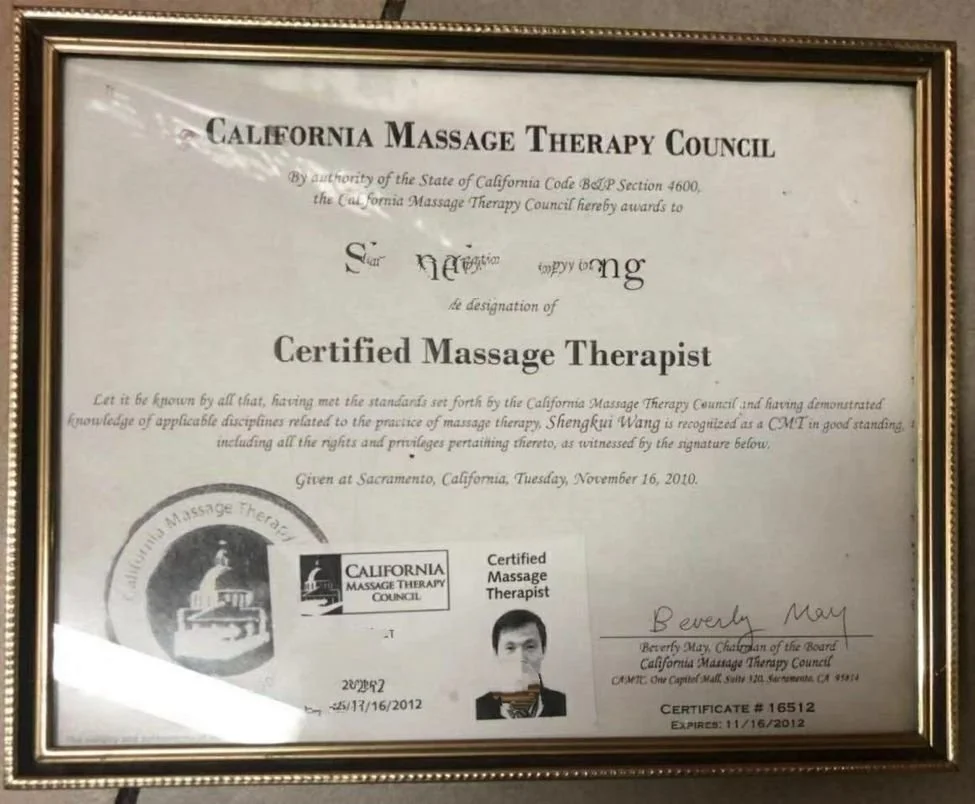 CALIFORNIA MASSAGE THERAPY COUNCIL
By authority of the State of California Code B&P Section 4600,
the California Massage Therapy Council hereby awards to
designation of
Certified Massage Therapist
Let it be known by all that, having met the standards set forth by the California Massage Therapy Council and having demonstrated
knowledge of applicable disciplines related to the practice of massage therapy, Shengkui Wang is recognized as a CMT in good standing,
including all the rights and privileges pertaining thereto, as witnessed by the signature below.
Given at Sacramento, California, Tuesday, November 16, 2010.
California Massage Therapy
CALIFORNIA
MASSAGE THERAPY
COUNCIL
Certified
Massage
Therapist
/16/2012
Beverly May
Beverly May, Chairman of the Board
California Massage Therapy Council
CAMTC, One Capitol Mall, Suite 320, Sacramento, CA 95814
CERTIFICATE # 16512
EXPIRES: 11/16/2012